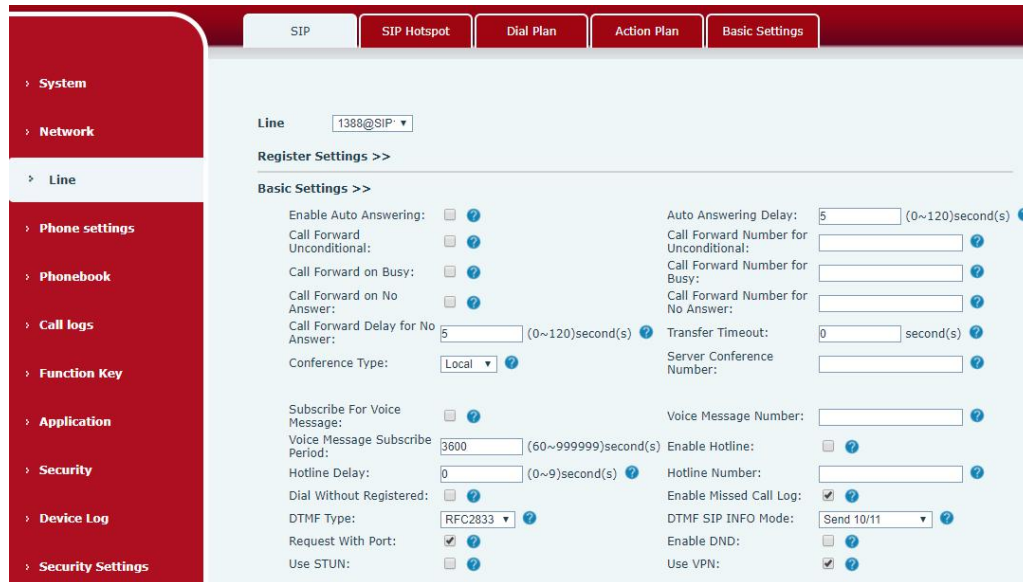 SIP
SIP Hotspot
Dial Plan
Action Plan
Basic Settings
› System
› Network
› Line
› Phone settings
› Phonebook
› Call logs
› Function Key
› Application
› Security
› Device Log
› Security Settings
Line 1388@SIP
Register Settings >>
Basic Settings >>
Enable Auto Answering: Auto Answering Delay: 5 (0~120)second(s)
Call Forward Unconditional: Call Forward Number for Unconditional:
Call Forward on Busy: Call Forward Number for Busy:
Call Forward on No Answer: Call Forward Number for No Answer:
Call Forward Delay for No Answer: 5 (0~120)second(s) Transfer Timeout: 0 second(s)
Conference Type: Local Server Conference Number:
Subscribe For Voice Message: Voice Message Number:
Voice Message Subscribe Period: 3600 (60~999999)second(s) Enable Hotline:
Hotline Delay: 0 (0~9)second(s) Hotline Number:
Dial Without Registered: Enable Missed Call Log:
DTMF Type: RFC2833 DTMF SIP INFO Mode: Send 10/11
Request With Port: Enable DND:
Use STUN: Use VPN: